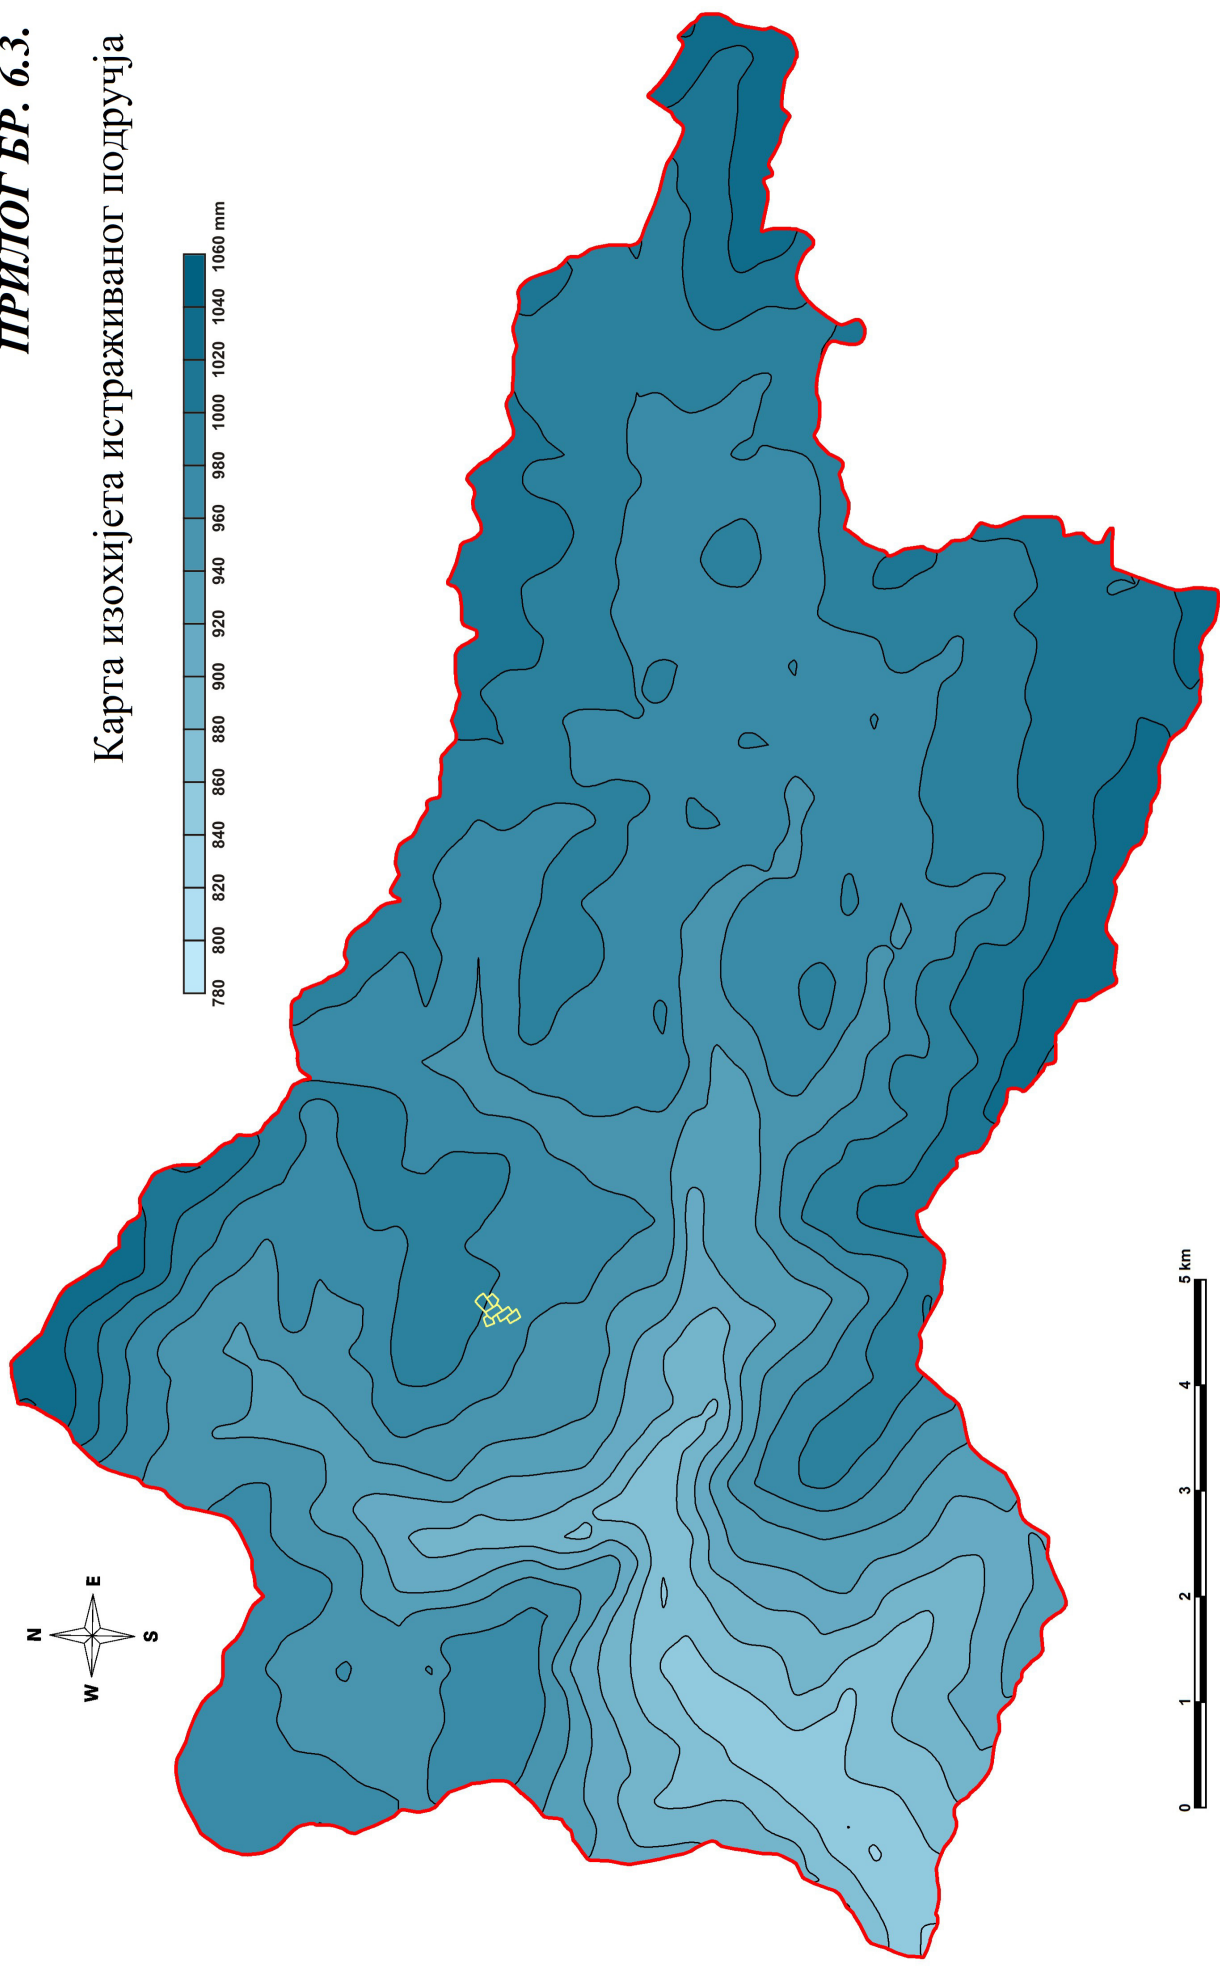 ПРИЛОГ БР. 6.3.
Карта изохијета истраживаног подручја
780 800 820 840 860 880 900 920 940 960 980 1000 1020 1040 1060 mm
N
W E
S
0 1 2 3 4 5 km